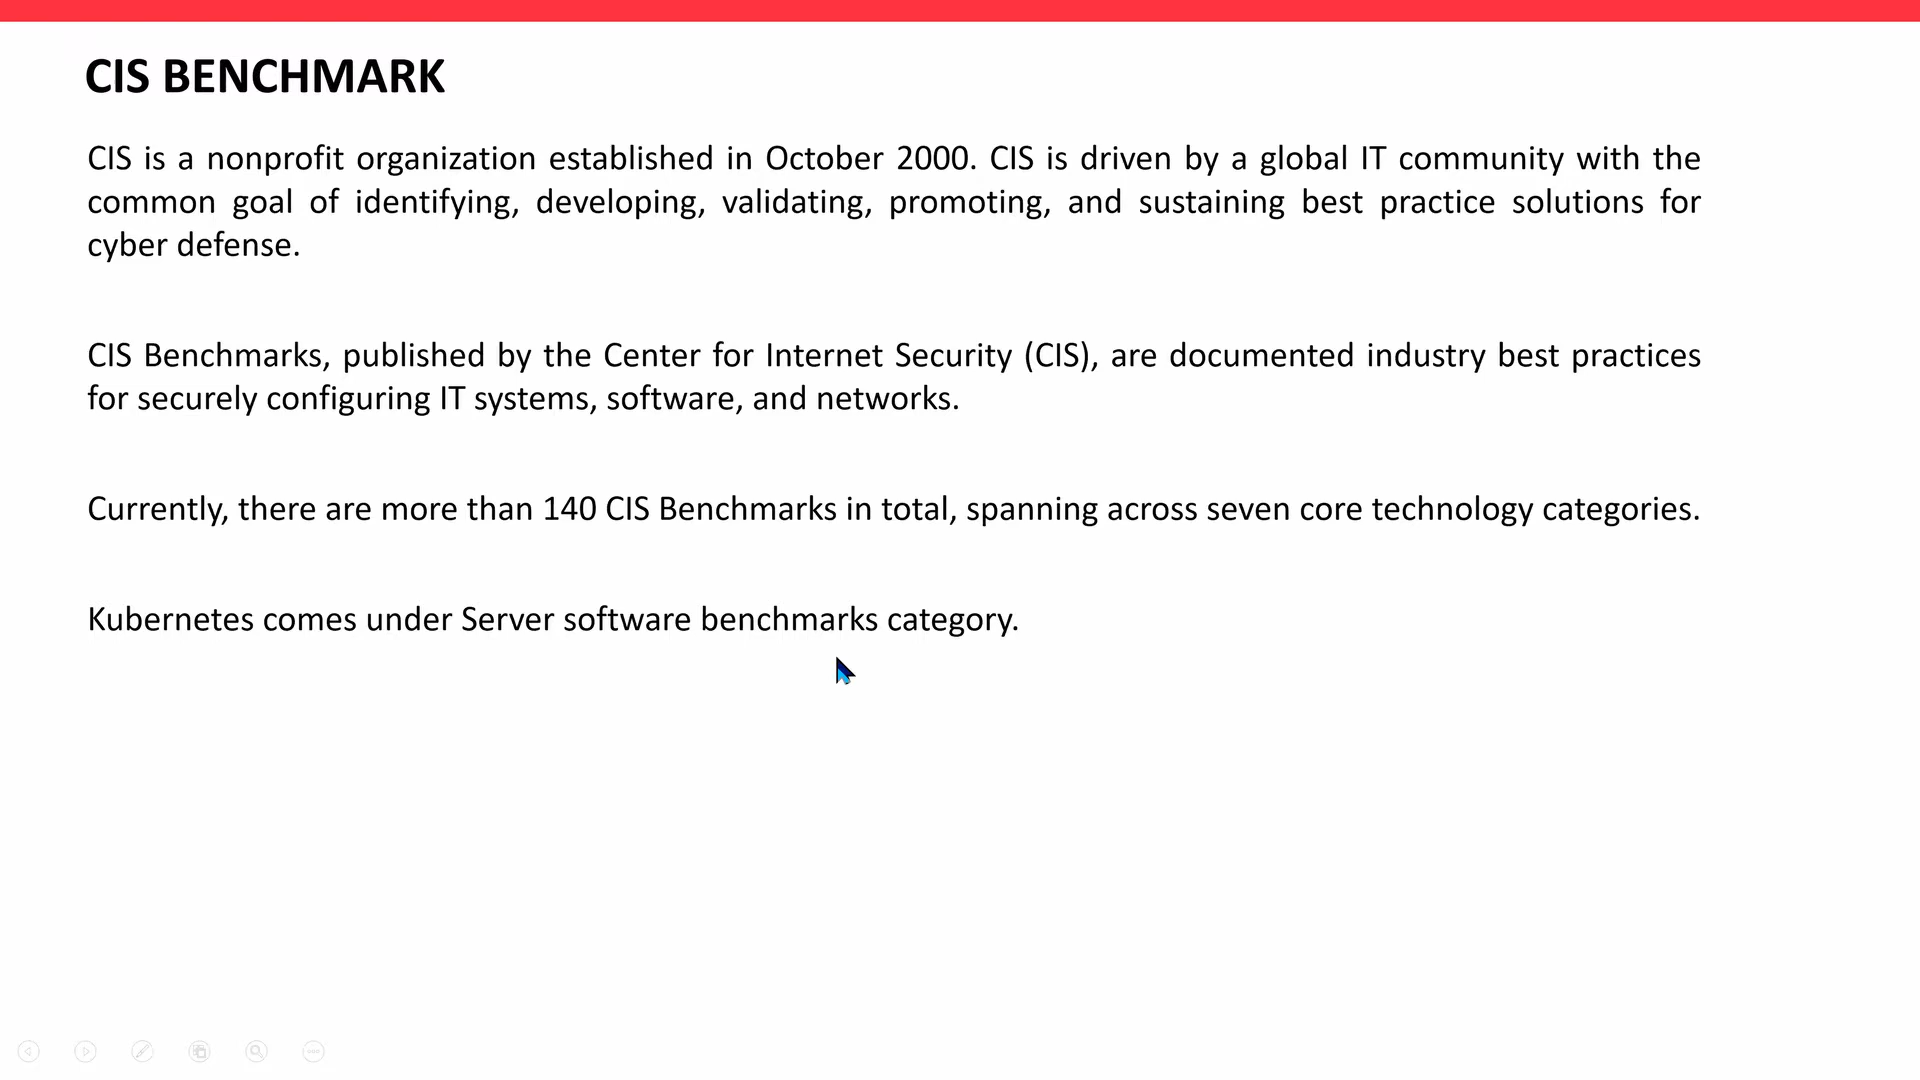 CIS BENCHMARK
CIS is a nonprofit organization established in October 2000. CIS is driven by a global IT community with the
common goal of identifying, developing, validating, promoting, and sustaining best practice solutions for
cyber defense.
CIS Benchmarks, published by the Center for Internet Security (CIS), are documented industry best practices
for securely configuring IT systems, software, and networks.
Currently, there are more than 140 CIS Benchmarks in total, spanning across seven core technology categories.
Kubernetes comes under Server software benchmarks category.